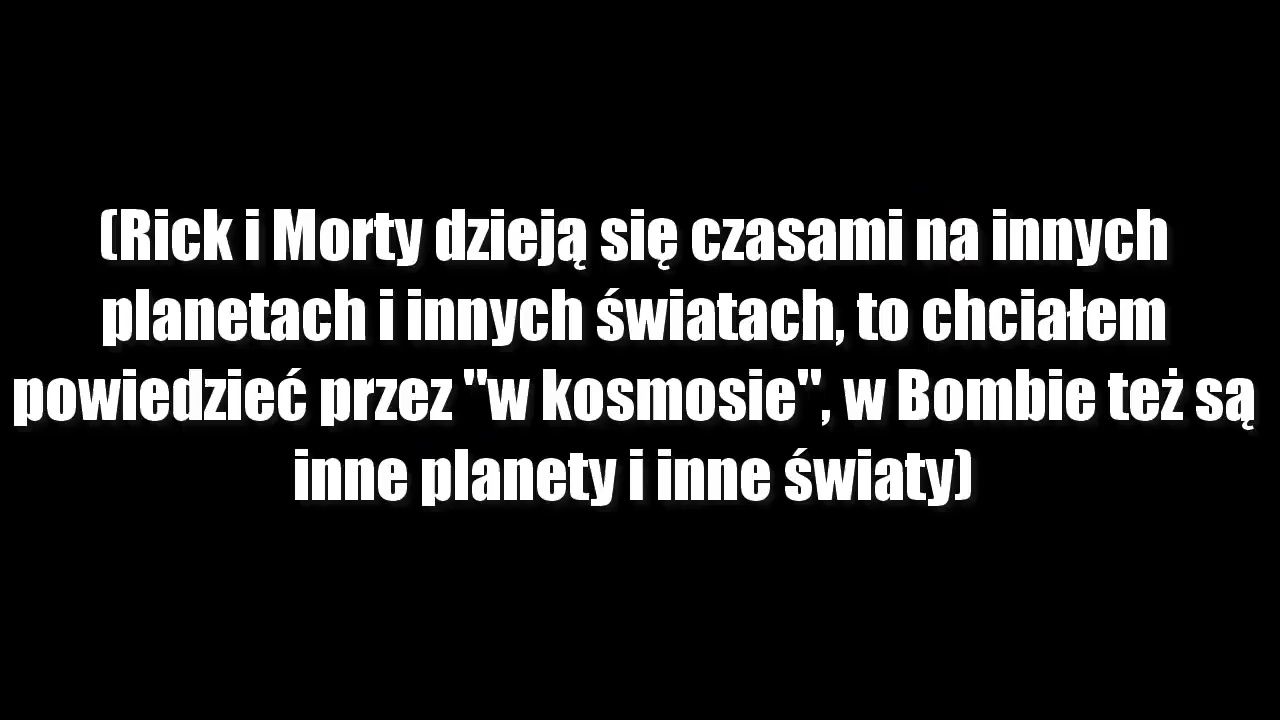 (Rick i Morty dzieją się czasami na innych
planetach i innych światach, to chciałem
powiedzieć przez "w kosmosie", w Bombie też są
inne planety i inne światy)